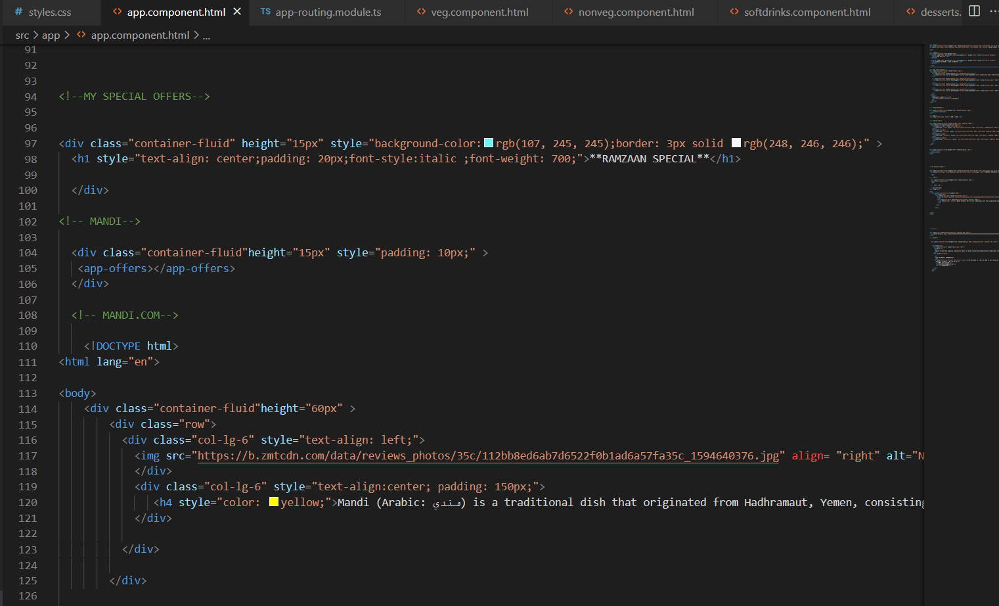 # styles.css <> app.component.html × TS app-routing.module.ts <> veg.component.html <> nonveg.component.html <> softdrinks.component.html <> desserts.
src > app > <> app.component.html > ...
91
92
93
94 <!--MY SPECIAL OFFERS-->
95
96
97 <div class="container-fluid" height="15px" style="background-color:rgb(107, 245, 245);border: 3px solid rgb(248, 246, 246);" >
98 <h1 style="text-align: center;padding: 20px;font-style:italic ;font-weight: 700;">**RAMZAAN SPECIAL**</h1>
99
100 </div>
101
102 <!-- MANDI-->
103
104 <div class="container-fluid"height="15px" style="padding: 10px;" >
105 <app-offers></app-offers>
106 </div>
107
108 <!-- MANDI.COM-->
109
110 <!DOCTYPE html>
111 <html lang="en">
112
113 <body>
114 <div class="container-fluid"height="60px" >
115 <div class="row">
116 <div class="col-lg-6" style="text-align: left;">
117 <img src="https://b.zmtcdn.com/data/reviews_photos/35c/112bb8ed6ab7d6522f0b1ad6a57fa35c_1594640376.jpg" align= "right" alt="N
118 </div>
119 <div class="col-lg-6" style="text-align:center; padding: 150px;">
120 <h4 style="color: yellow;">Mandi (Arabic: مندي) is a traditional dish that originated from Hadhramaut, Yemen, consisting
121 </div>
122
123 </div>
124
125 </div>
126